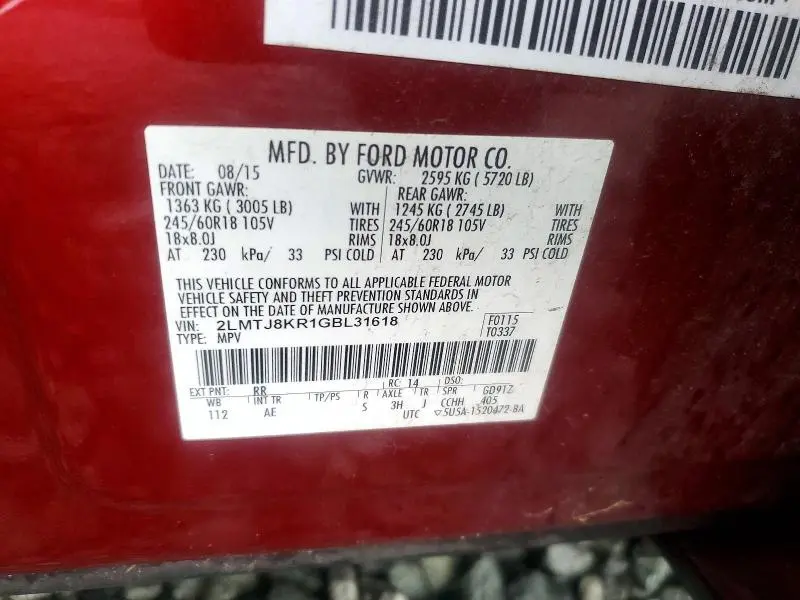 MFD. BY FORD MOTOR CO.
DATE: 08/15 GVWR: 2595 KG ( 5720 LB)
FRONT GAWR: REAR GAWR:
1363 KG ( 3005 LB) WITH 1245 KG ( 2745 LB) WITH
245/60R18 105V TIRES 245/60R18 105V TIRES
18x8.0J RIMS 18x8.0J RIMS
AT 230 kPa/ 33 PSI COLD AT 230 kPa/ 33 PSI COLD
THIS VEHICLE CONFORMS TO ALL APPLICABLE FEDERAL MOTOR
VEHICLE SAFETY AND THEFT PREVENTION STANDARDS IN
EFFECT ON THE DATE OF MANUFACTURE SHOWN ABOVE.
VIN: 2LMTJ8KR1GBL31618 F0115
TYPE: MPV T0337
EXT PNT: RR RC: 14 DSO:
WB INT TR TP/PS R AXLE TR SPR GD91Z
112 AE S 3H J CCHH 405
UTC ▽5U5A-1520472-BA